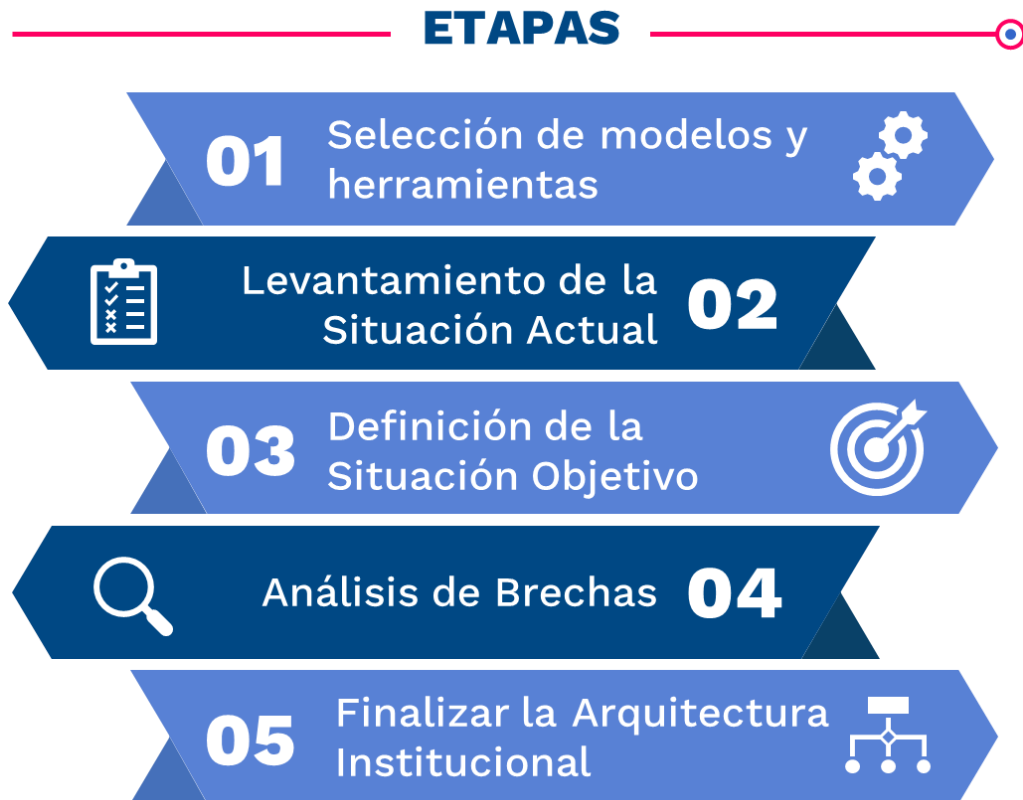 ETAPAS
01
Selección de modelos y
herramientas
Levantamiento de la
Situación Actual
02
03
Definición de la
Situación Objetivo
Análisis de Brechas
04
05
Finalizar la Arquitectura
Institucional